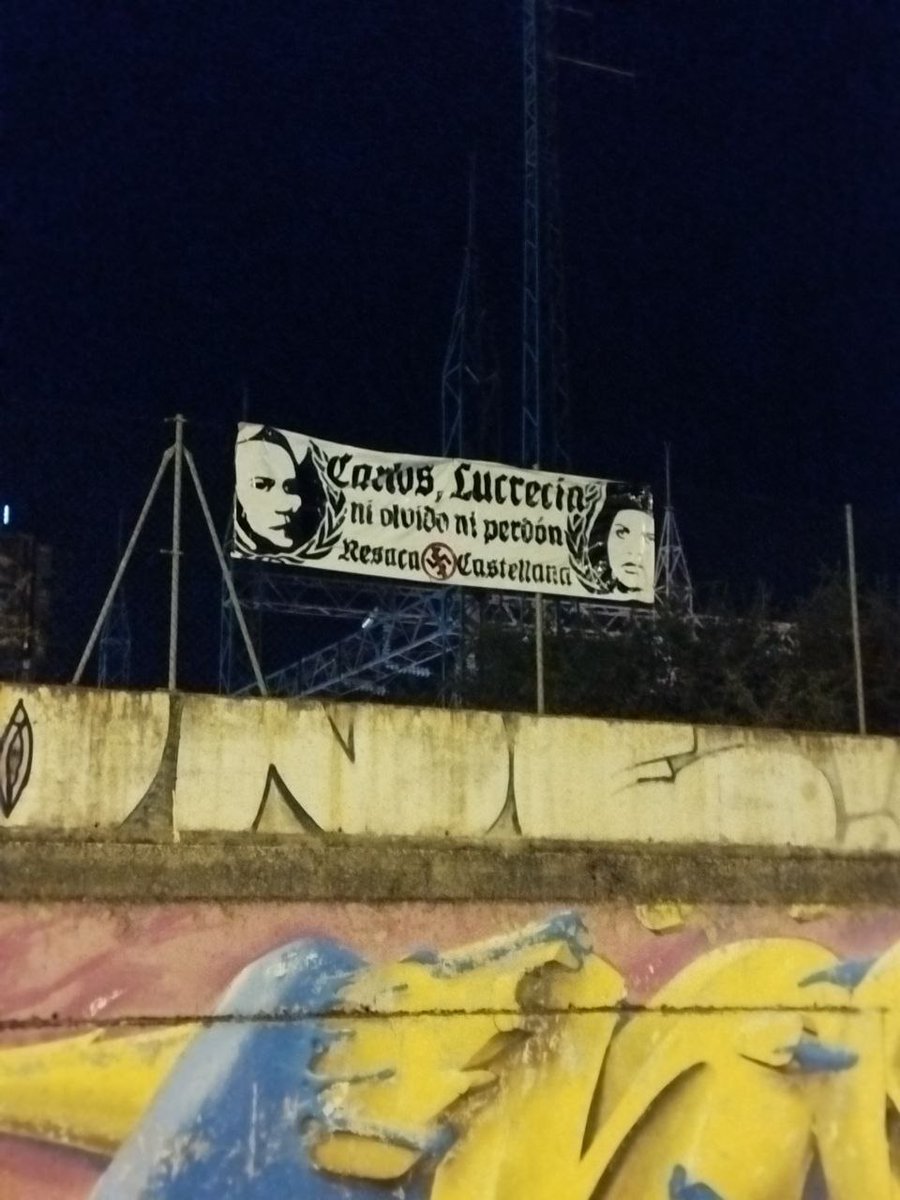 Carlos, Lucrecia
ni olvido ni perdón
Resaca Castellana